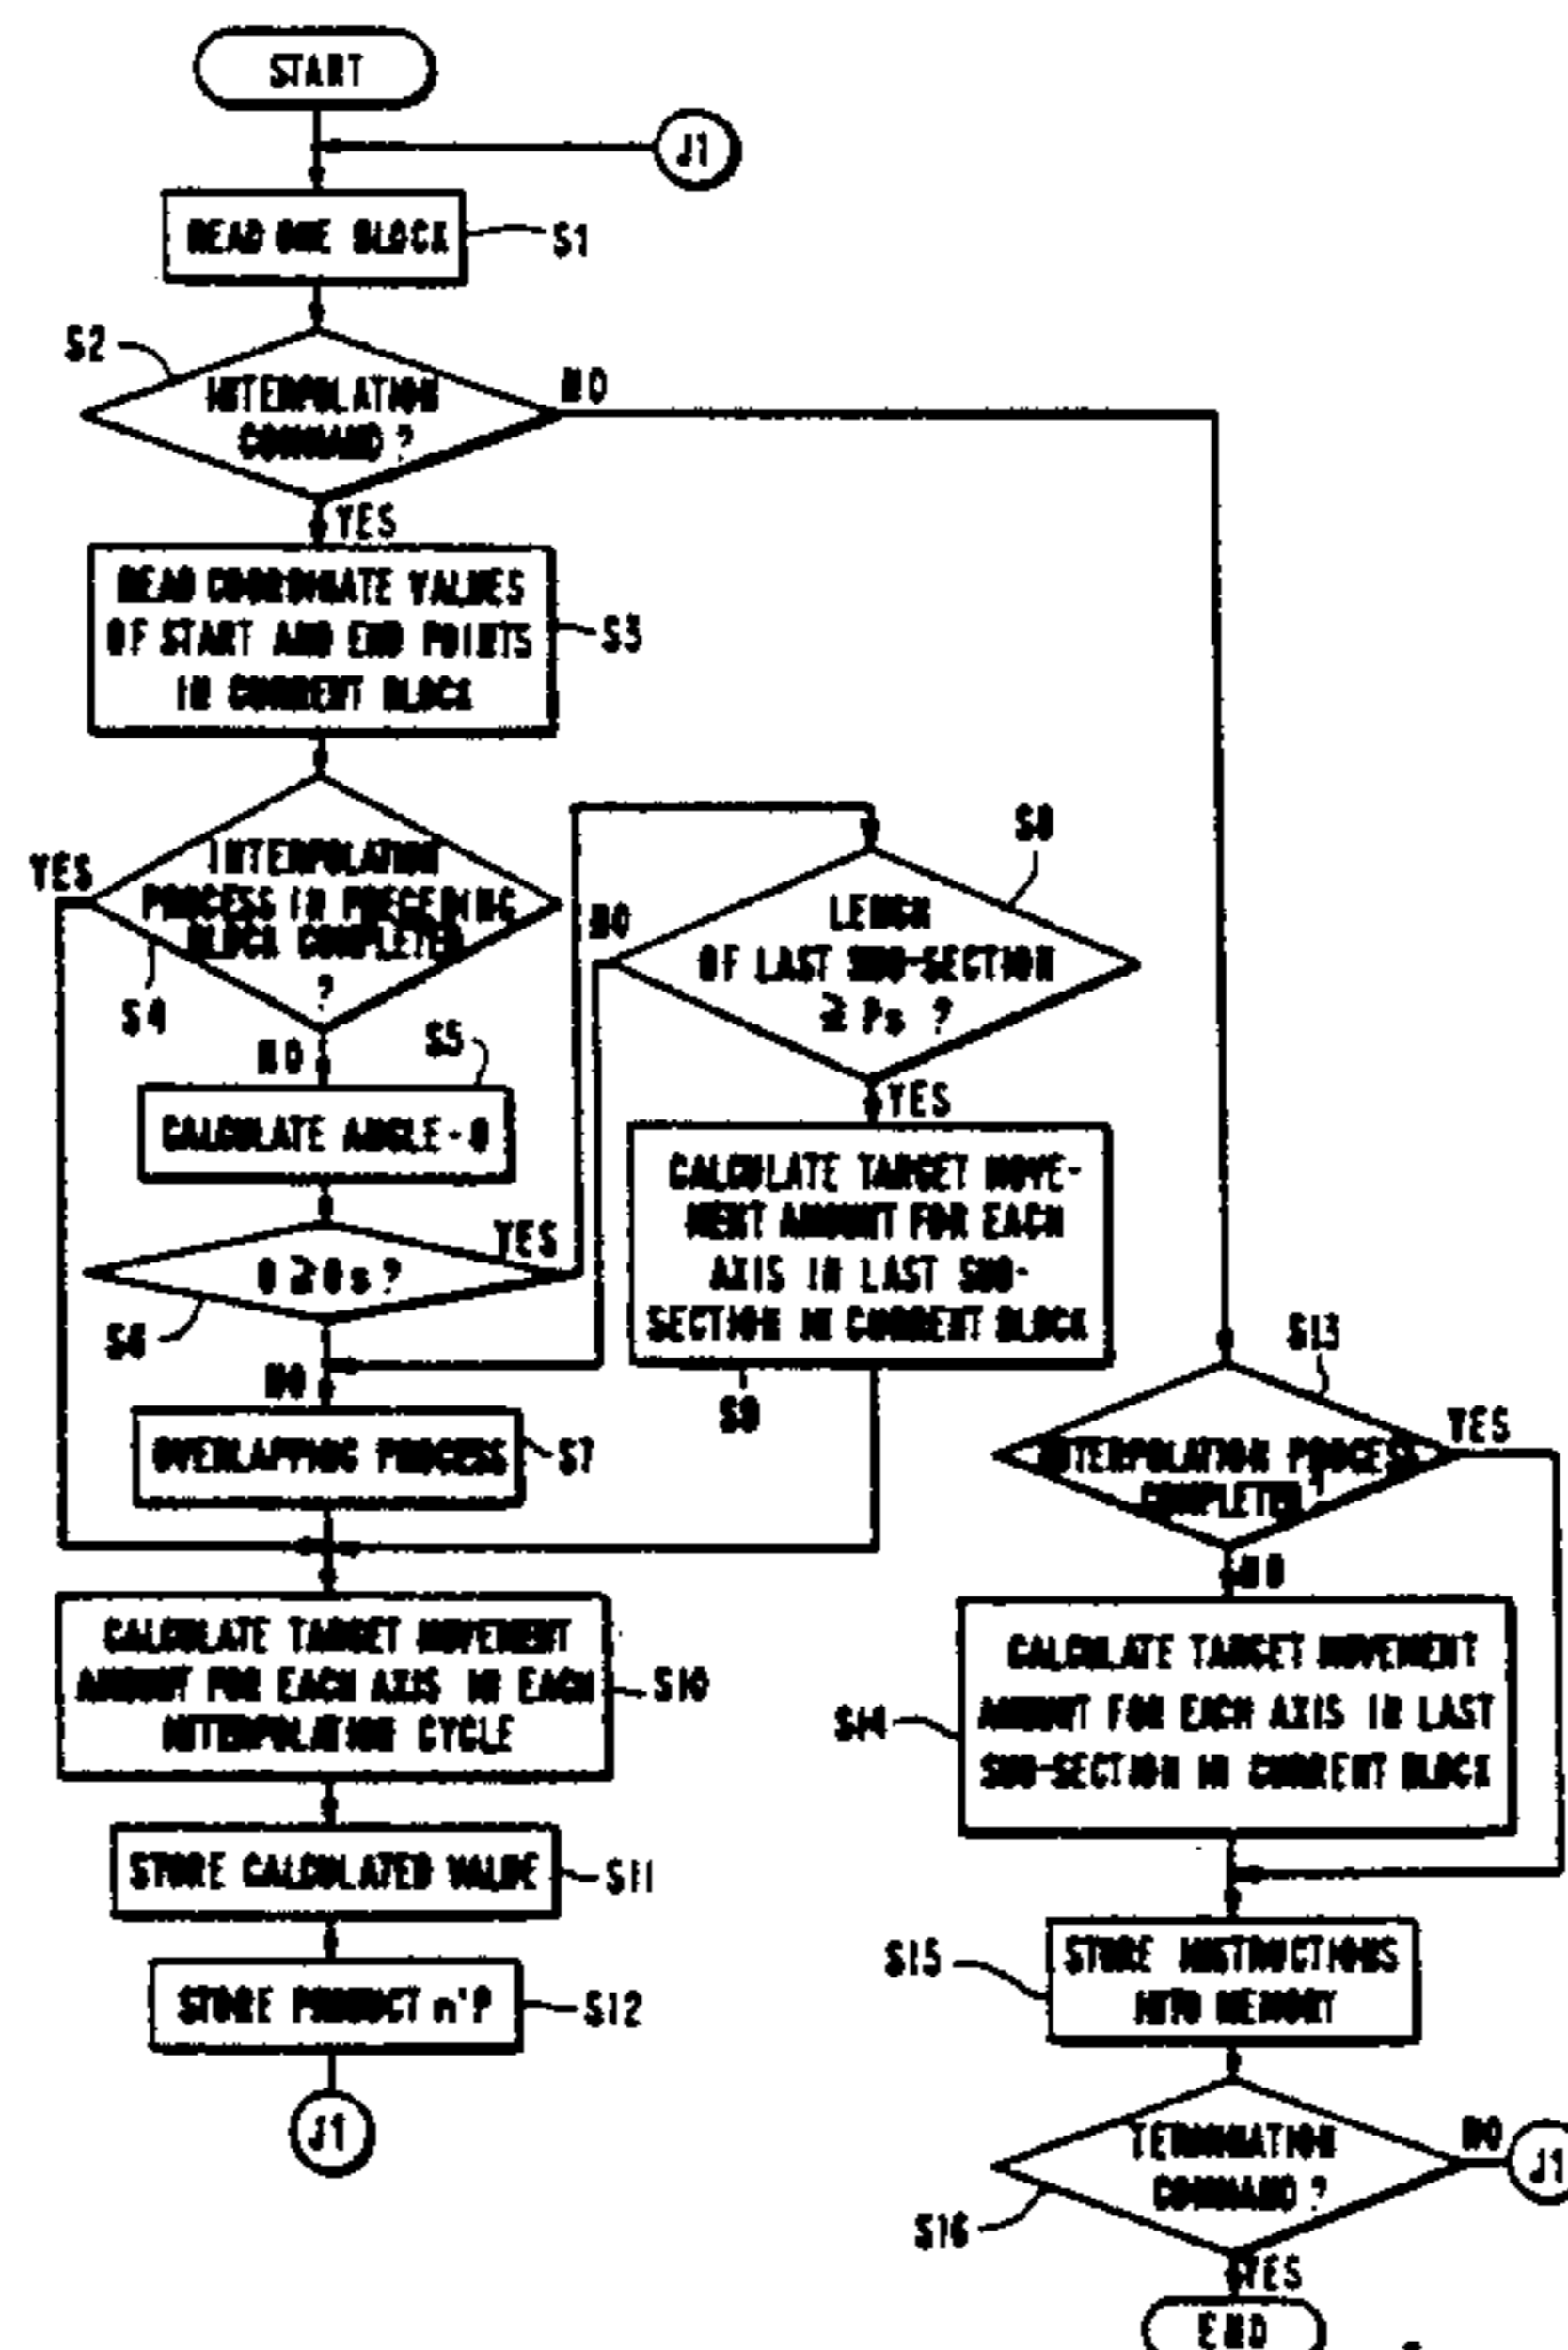 START
J1
READ ONE BLOCK
S1
S2
INTERPOLATION
COMMAND ?
NO
YES
READ COORDINATE VALUES
OF START AND END POINTS
IN CURRENT BLOCK
S3
YES
INTERPOLATION
PROCESS IN PRECEDING
BLOCK COMPLETED
?
S4
NO
S5
CALCULATE ANGLE-θ
θ ≧ θs ?
YES
S6
NO
OVERLAPPING PROCESS
S7
S8
NO
LENGH
OF LAST SUB-SECTION
≧ Ps ?
YES
CALCULATE TARGET MOVE-
MENT AMOUNT FOR EACH
AXIS IN LAST SUB-
SECTION IN CURRENT BLOCK
S9
CALCULATE TARGET MOVEMENT
AMOUNT FOR EACH AXIS IN EACH
INTERPOLATION CYCLE
S10
STORE CALCULATED VALUE
S11
STORE PRODUCT n'P
S12
J1
S13
INTERPOLATION PROCESS
COMPLETED ?
YES
NO
CALCULATE TARGET MOVEMENT
AMOUNT FOR EACH AXIS IN LAST
SUB-SECTION IN CURRENT BLOCK
S14
STORE INSTRUCTIONS
INTO MEMORY
S15
TERMINATION
COMMAND ?
NO
J1
S16
YES
END